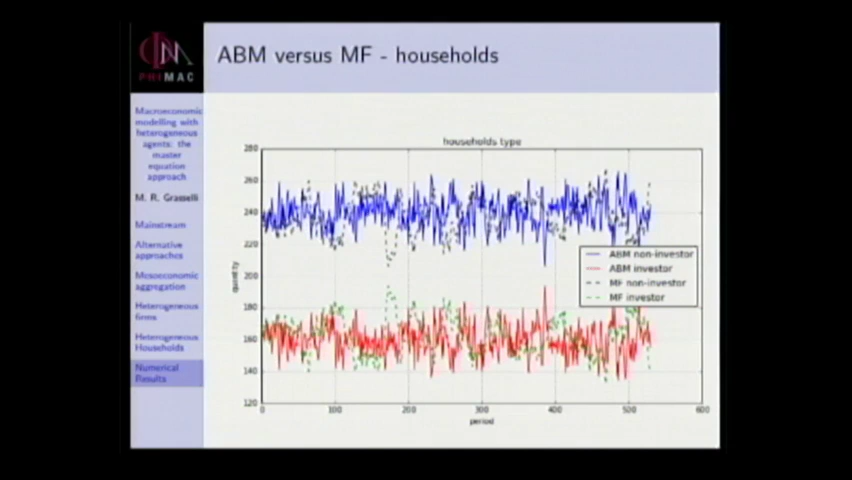 ABM versus MF - households
PHIMAC
Macroeconomic
modelling with
heterogeneous
agents: the
master
equation
approach
M. R. Grasselli
Mainstream
Alternative
approaches
Mesoeconomic
aggregation
Heterogeneous
firms
Heterogeneous
Households
Numerical
Results
households type
280
260
240
220
200
180
160
140
120
quantity
0 100 200 300 400 500 600
period
ABM non-investor
ABM investor
MF non-investor
MF investor